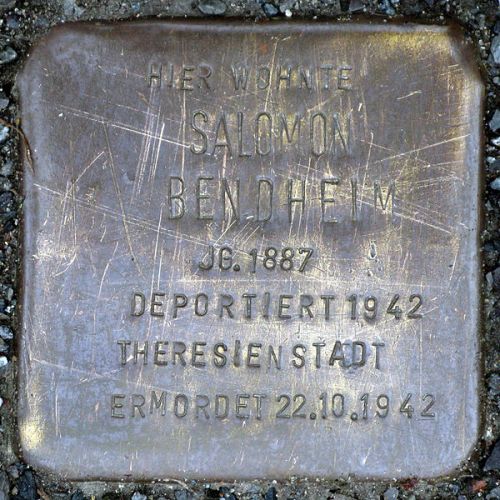 HIER WOHNTE
SALOMON
BENDHEIM
JG. 1887
DEPORTIERT 1942
THERESIENSTADT
ERMORDET 22.10.1942